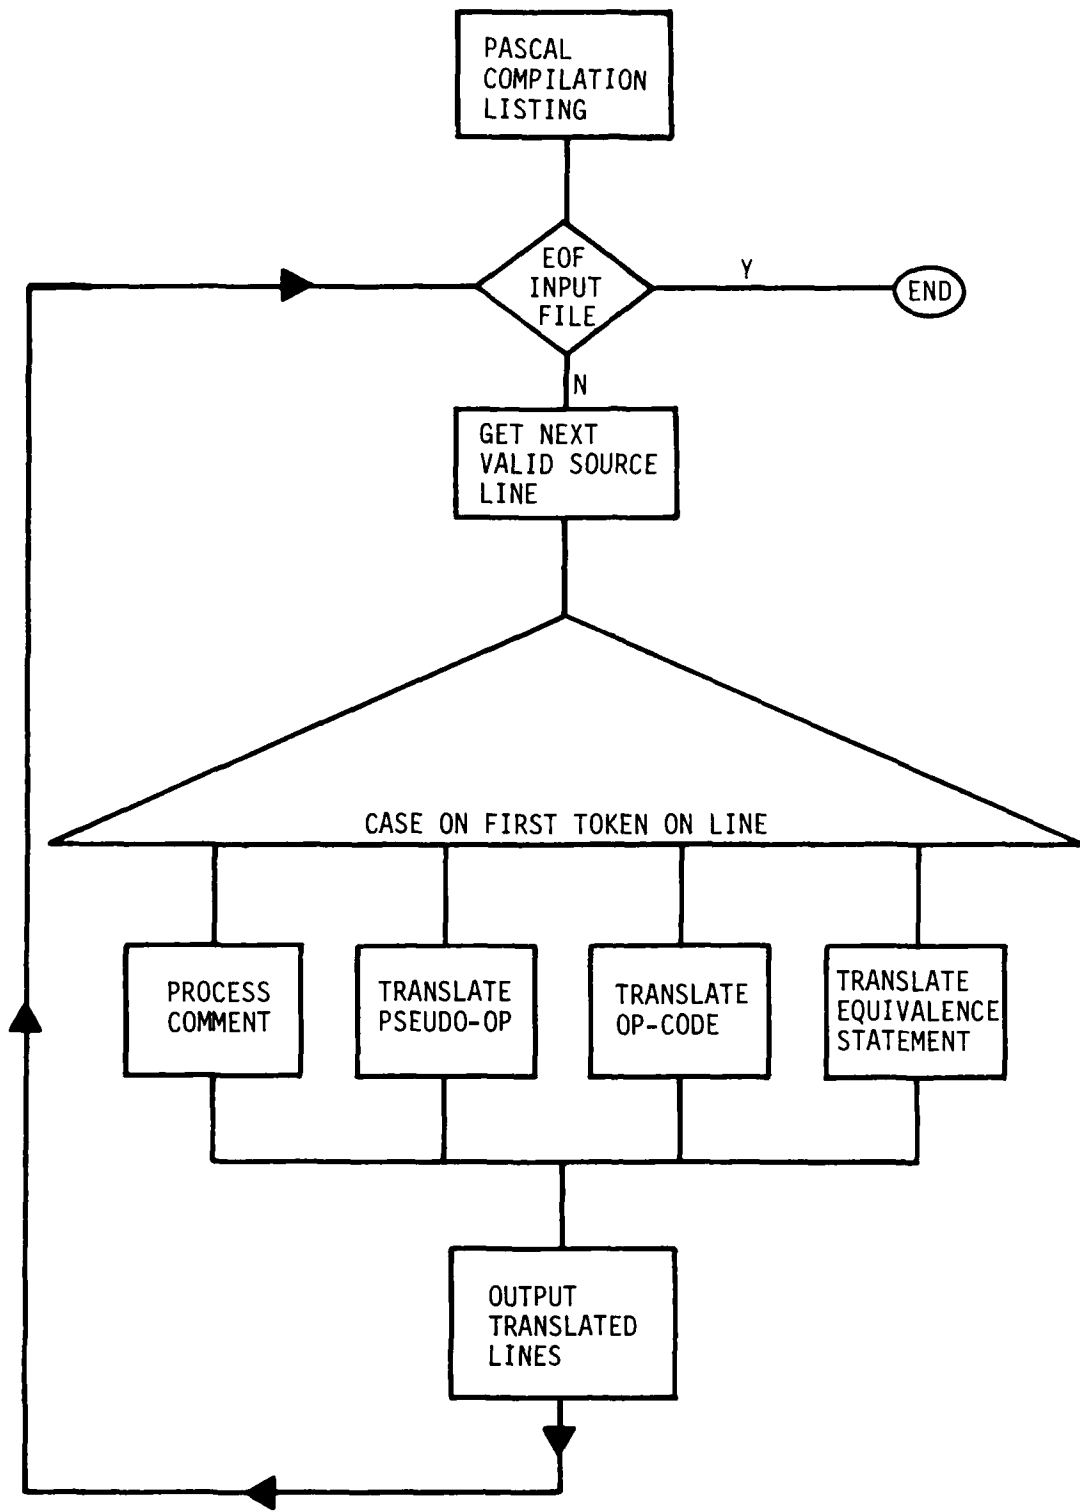 PASCAL
COMPILATION
LISTING
EOF
INPUT
FILE
Y
END
N
GET NEXT
VALID SOURCE
LINE
CASE ON FIRST TOKEN ON LINE
PROCESS
COMMENT
TRANSLATE
PSEUDO-OP
TRANSLATE
OP-CODE
TRANSLATE
EQUIVALENCE
STATEMENT
OUTPUT
TRANSLATED
LINES